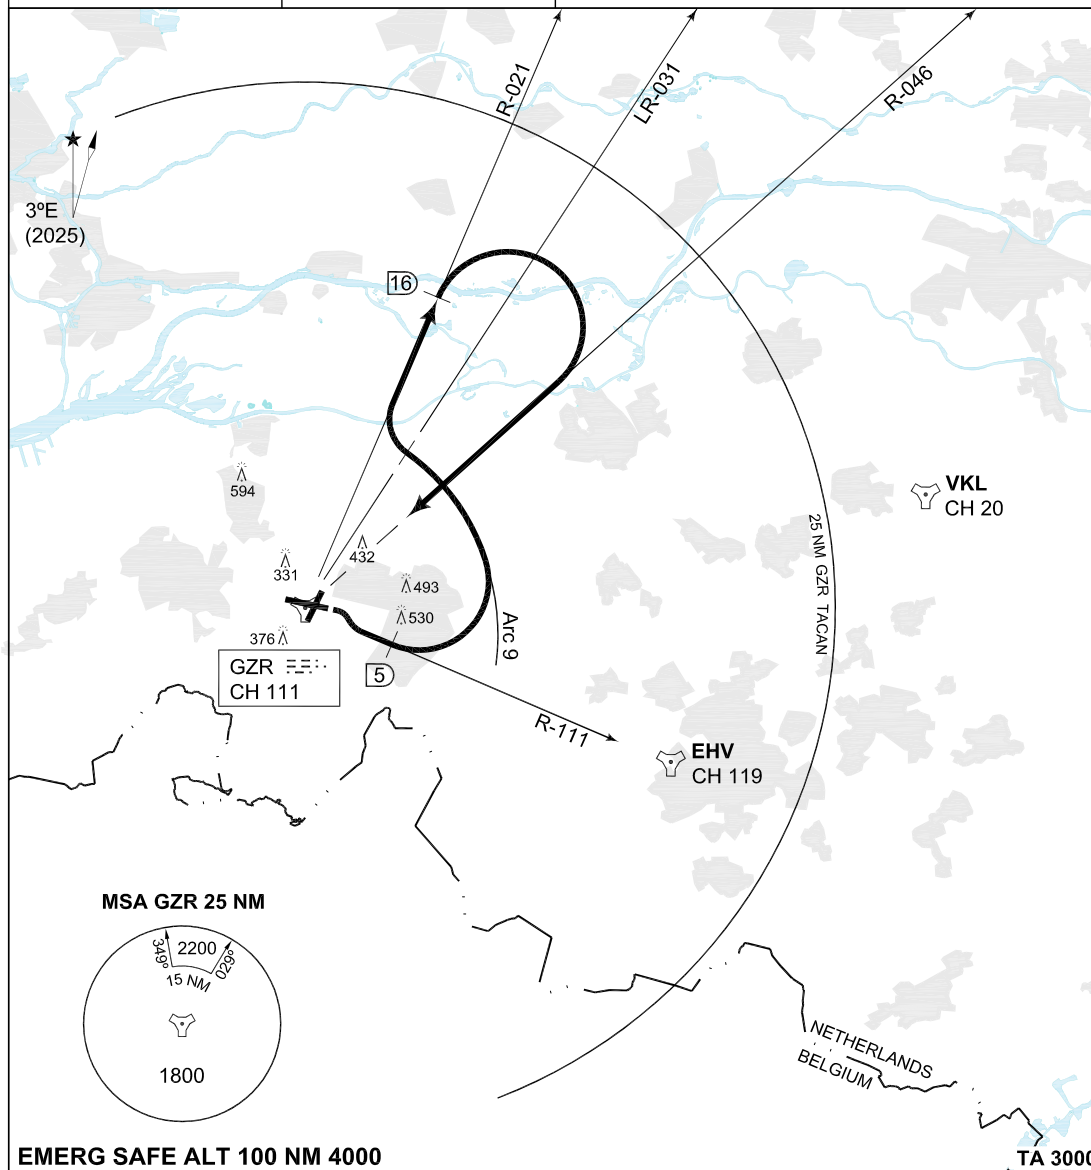 R-021
LR-031
R-046
3ºE
(2025)
16
594
VKL
CH 20
25 NM GZR TACAN
432
331
493
530
Arc 9
376
GZR
CH 111
5
R-111
EHV
CH 119
MSA GZR 25 NM
349º
2200
029º
15 NM
1800
NETHERLANDS
BELGIUM
EMERG SAFE ALT 100 NM 4000
TA 3000